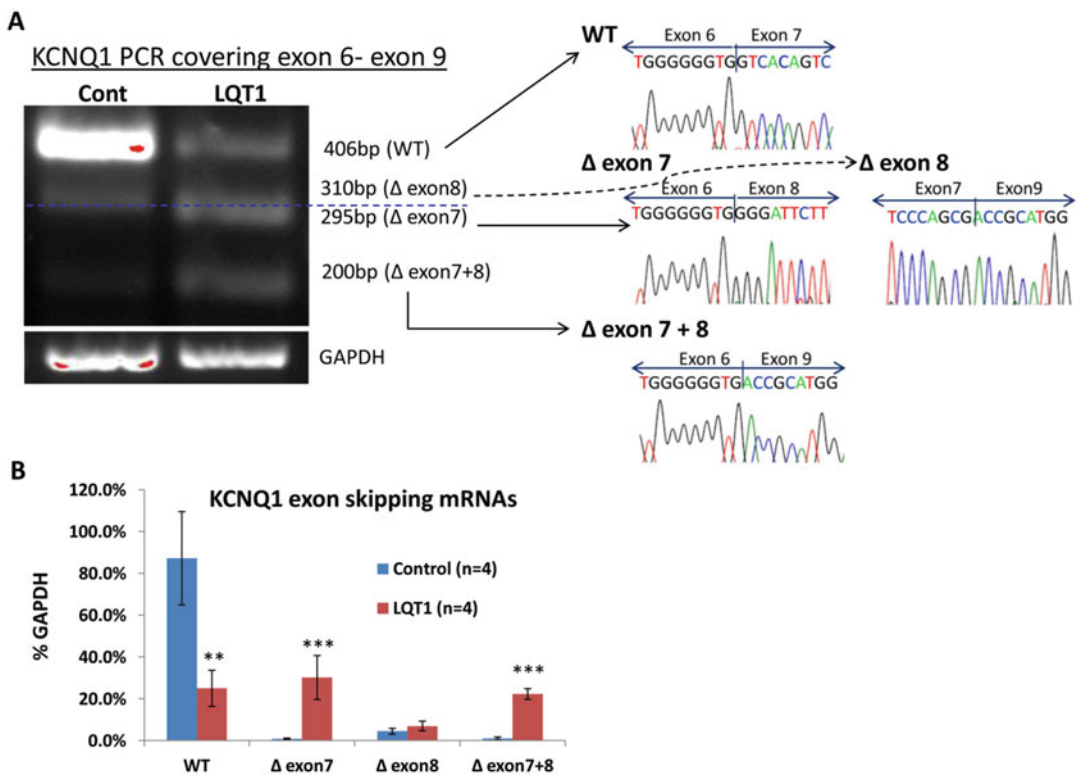 A
KCNQ1 PCR covering exon 6- exon 9
Cont LQT1
406bp (WT)
310bp (Δ exon8)
295bp (Δ exon7)
200bp (Δ exon7+8)
GAPDH
WT
Exon 6 Exon 7
TGGGGGGTGGTCACAGTC
Δ exon 7
Exon 6 Exon 8
TGGGGGGTGGGGATTCTT
Δ exon 8
Exon7 Exon9
TCCCAGCGACCGCATGG
Δ exon 7 + 8
Exon 6 Exon 9
TGGGGGGTGACCGCATGG
B
KCNQ1 exon skipping mRNAs
% GAPDH
120.0%
100.0%
80.0%
60.0%
40.0%
20.0%
0.0%
Control (n=4)
LQT1 (n=4)
** *** ***
WT Δ exon7 Δ exon8 Δ exon7+8